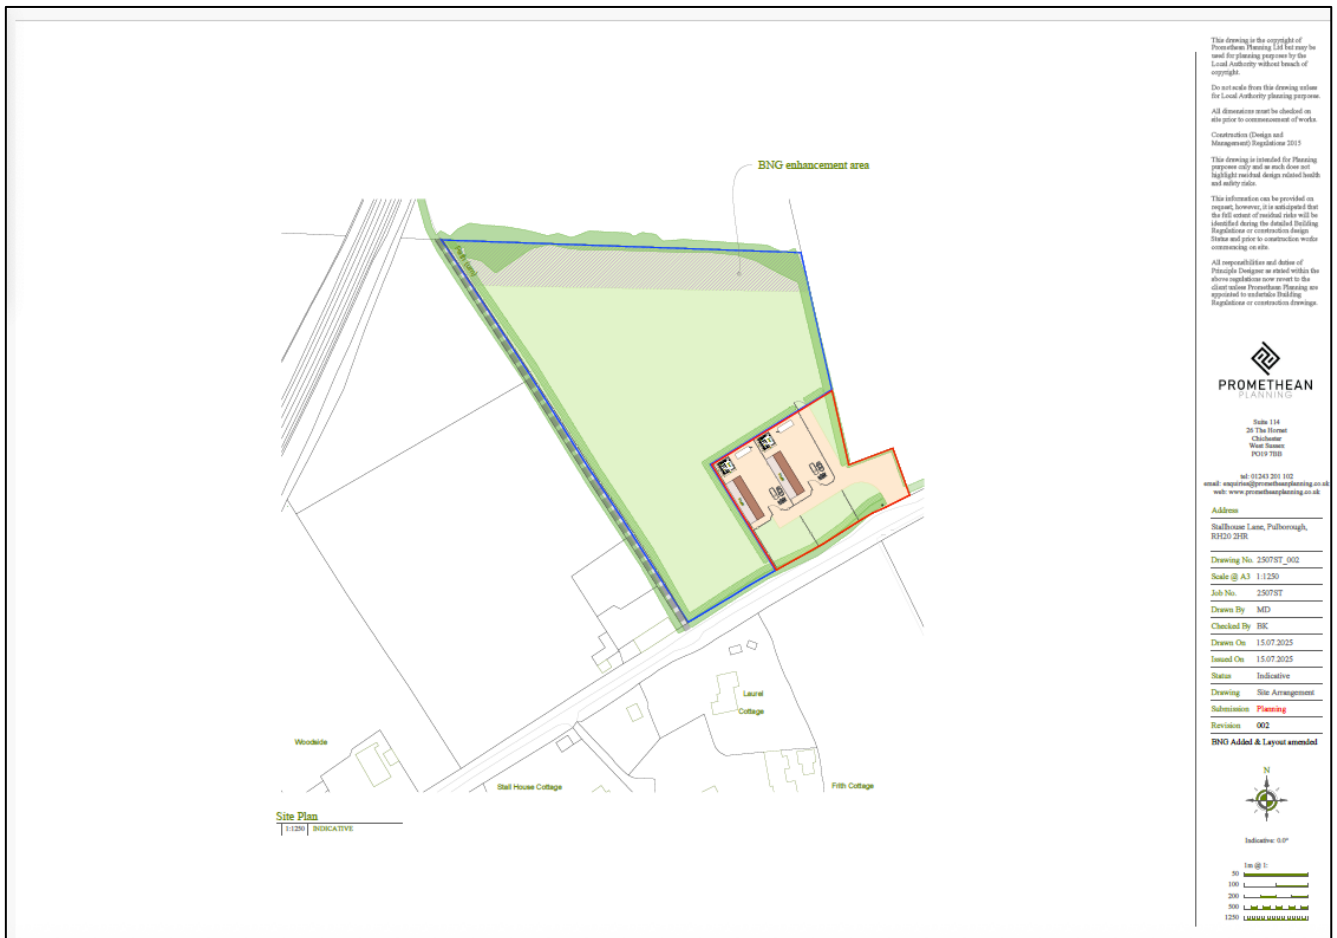 This drawing is the copyright of
Promethean Planning Ltd but may be
used for planning purposes by the
Local Authority without breach of
copyright.
Do not scale from this drawing unless
for Local Authority planning purposes.
All dimensions must be checked on
site prior to commencement of works.
Construction (Design and
Management) Regulations 2015
This drawing is intended for Planning
purposes only and as such does not
highlight residual design related health
and safety risks.
This information can be provided on
request; however, it is anticipated that
the full extent of residual risks will be
identified during the detailed Building
Regulations or construction design
Status and prior to construction works
commencing on site.
All responsibilities and duties of
Principle Designer as stated within the
above regulations now revert to the
client unless Promethean Planning are
appointed to undertake Building
Regulations or construction drawings.
BNG enhancement area
Path (um)
Laurel
Cottage
Woodside
Stall House Cottage
Frith Cottage
Site Plan
1:1250 INDICATIVE
PROMETHEAN
PLANNING
Suite 114
26 The Hornet
Chichester
West Sussex
PO19 7BB
tel: 01243 201 102
email: enquiries@prometheanplanning.co.uk
web: www.prometheanplanning.co.uk
Address
Stallhouse Lane, Pulborough,
RH20 2HR
Drawing No. 2507ST_002
Scale @ A3 1:1250
Job No. 2507ST
Drawn By MD
Checked By BK
Drawn On 15.07.2025
Issued On 15.07.2025
Status Indicative
Drawing Site Arrangement
Submission Planning
Revision 002
BNG Added & Layout amended
N
Indicative: 0.0°
1m @ 1:
50
100
200
500
1250